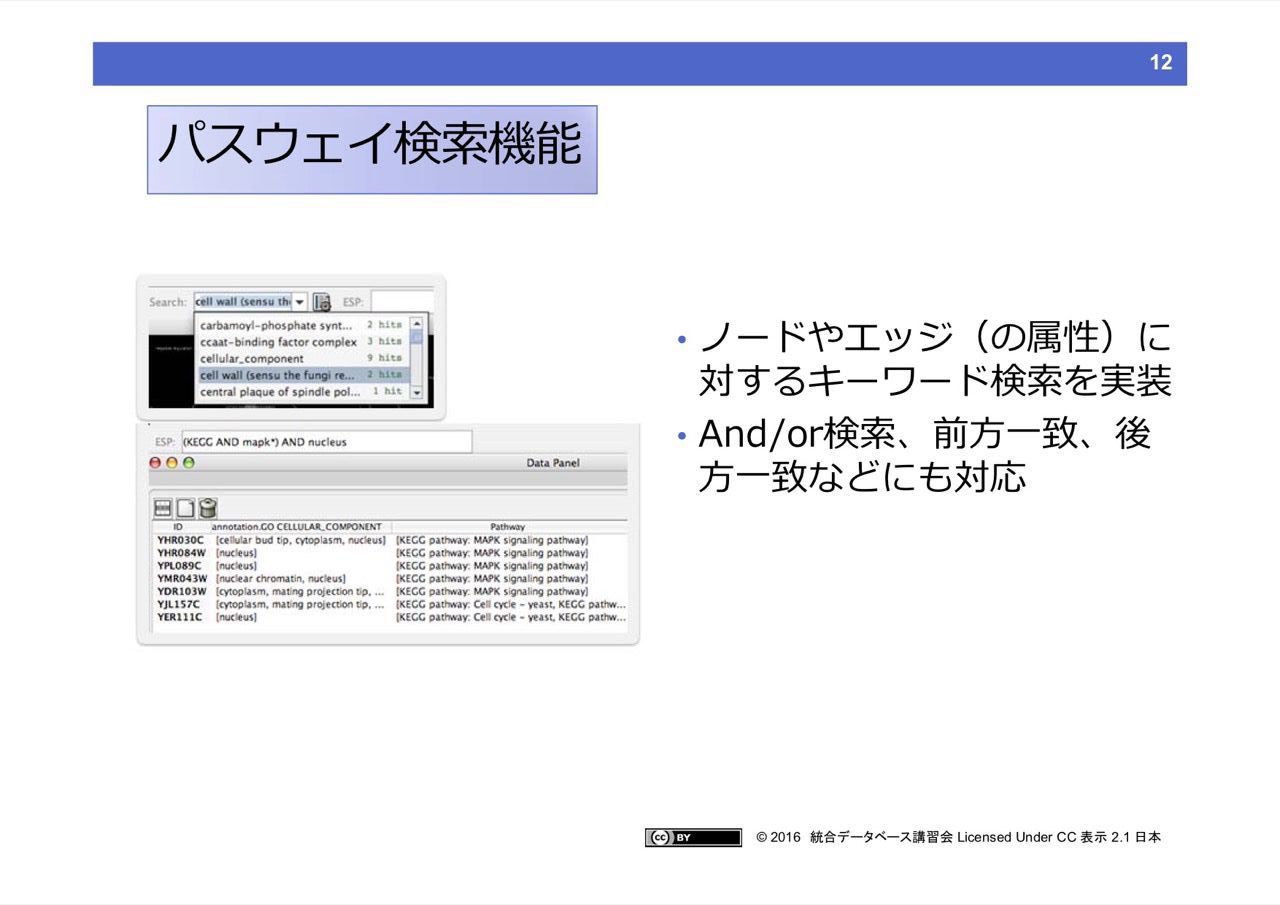 12
パスウェイ検索機能
Search: cell wall (sensu th ESP:
carbamoyl-phosphate synt... 2 hits
ccaat-binding factor complex 3 hits
cellular_component 9 hits
cell wall (sensu the fungi re... 2 hits
central plaque of spindle pol... 1 hit
ESP: (KEGG AND mapk*) AND nucleus
Data Panel
ID annotation.GO CELLULAR_COMPONENT Pathway
YHR030C [cellular bud tip, cytoplasm, nucleus] [KEGG pathway: MAPK signaling pathway]
YHR084W [nucleus] [KEGG pathway: MAPK signaling pathway]
YPL089C [nucleus] [KEGG pathway: MAPK signaling pathway]
YMR043W [nuclear chromatin, nucleus] [KEGG pathway: MAPK signaling pathway]
YDR103W [cytoplasm, mating projection tip, ... [KEGG pathway: MAPK signaling pathway]
YJL157C [cytoplasm, mating projection tip, ... [KEGG pathway: Cell cycle - yeast, KEGG pathw...
YER111C [nucleus] [KEGG pathway: Cell cycle - yeast, KEGG pathw...
• ノードやエッジ（の属性）に
対するキーワード検索を実装
• And/or検索、前方一致、後
方一致などにも対応
cc BY © 2016 統合データベース講習会 Licensed Under CC 表示 2.1 日本